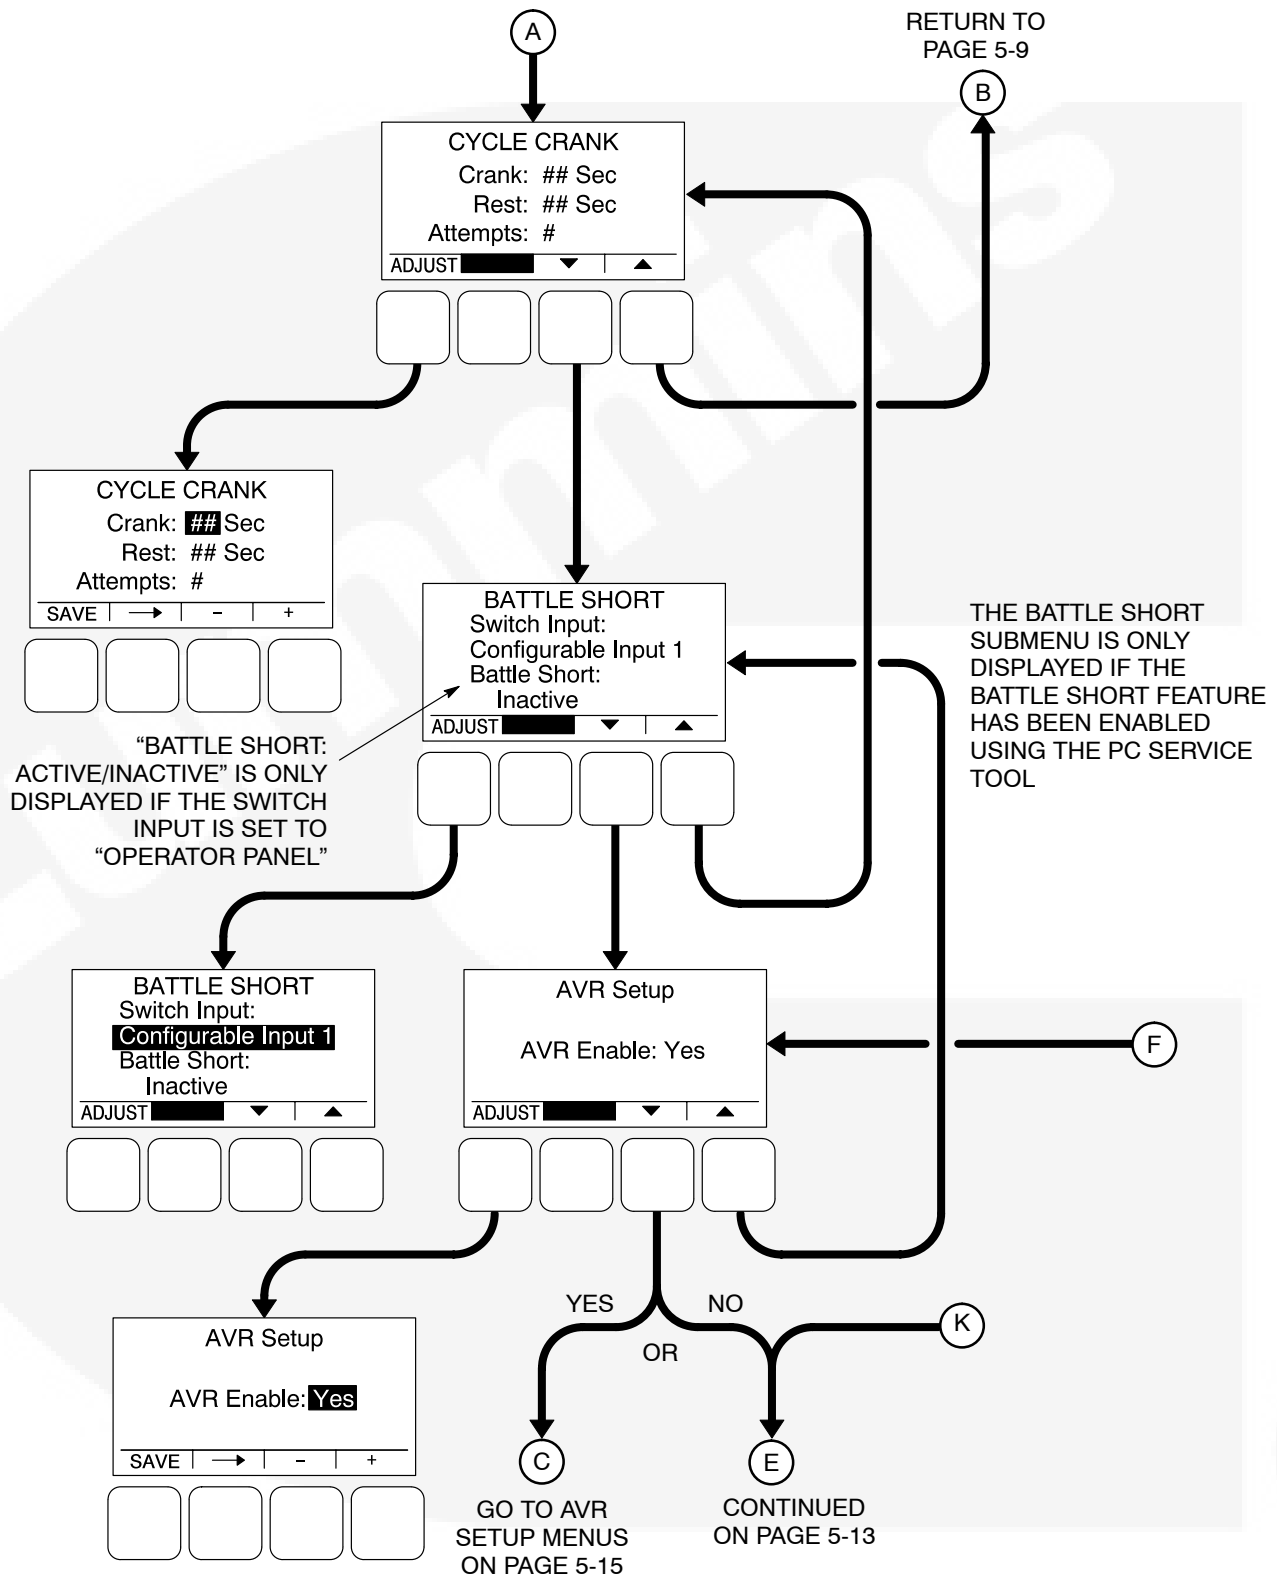 A
RETURN TO
PAGE 5-9
B
CYCLE CRANK
Crank: ## Sec
Rest: ## Sec
Attempts: #
ADJUST
CYCLE CRANK
Crank: ## Sec
Rest: ## Sec
Attempts: #
SAVE - +
BATTLE SHORT
Switch Input:
Configurable Input 1
Battle Short:
Inactive
ADJUST
THE BATTLE SHORT
SUBMENU IS ONLY
DISPLAYED IF THE
BATTLE SHORT FEATURE
HAS BEEN ENABLED
USING THE PC SERVICE
TOOL
“BATTLE SHORT:
ACTIVE/INACTIVE” IS ONLY
DISPLAYED IF THE SWITCH
INPUT IS SET TO
“OPERATOR PANEL”
BATTLE SHORT
Switch Input:
Configurable Input 1
Battle Short:
Inactive
ADJUST
AVR Setup
AVR Enable: Yes
ADJUST
F
YES
NO
OR
K
AVR Setup
AVR Enable: Yes
SAVE - +
C
GO TO AVR
SETUP MENUS
ON PAGE 5-15
E
CONTINUED
ON PAGE 5-13
Cummins